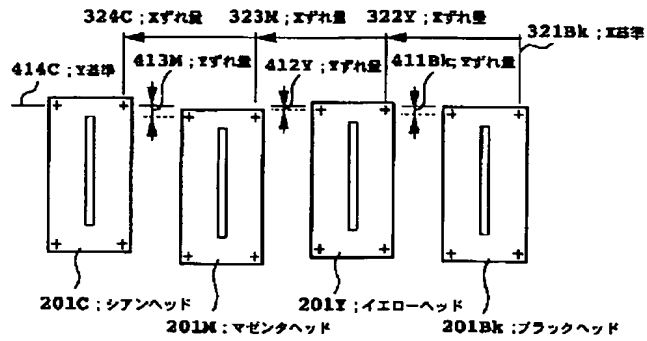 324C ; Xずれ量
323M ; Xずれ量
322Y ; Xずれ量
321Bk ; X基準
414C ; Y基準
413M ; Yずれ量
412Y ; Yずれ量
411Bk ; Yずれ量
201C ; シアンヘッド
201M ; マゼンタヘッド
201Y ; イエローヘッド
201Bk ; ブラックヘッド